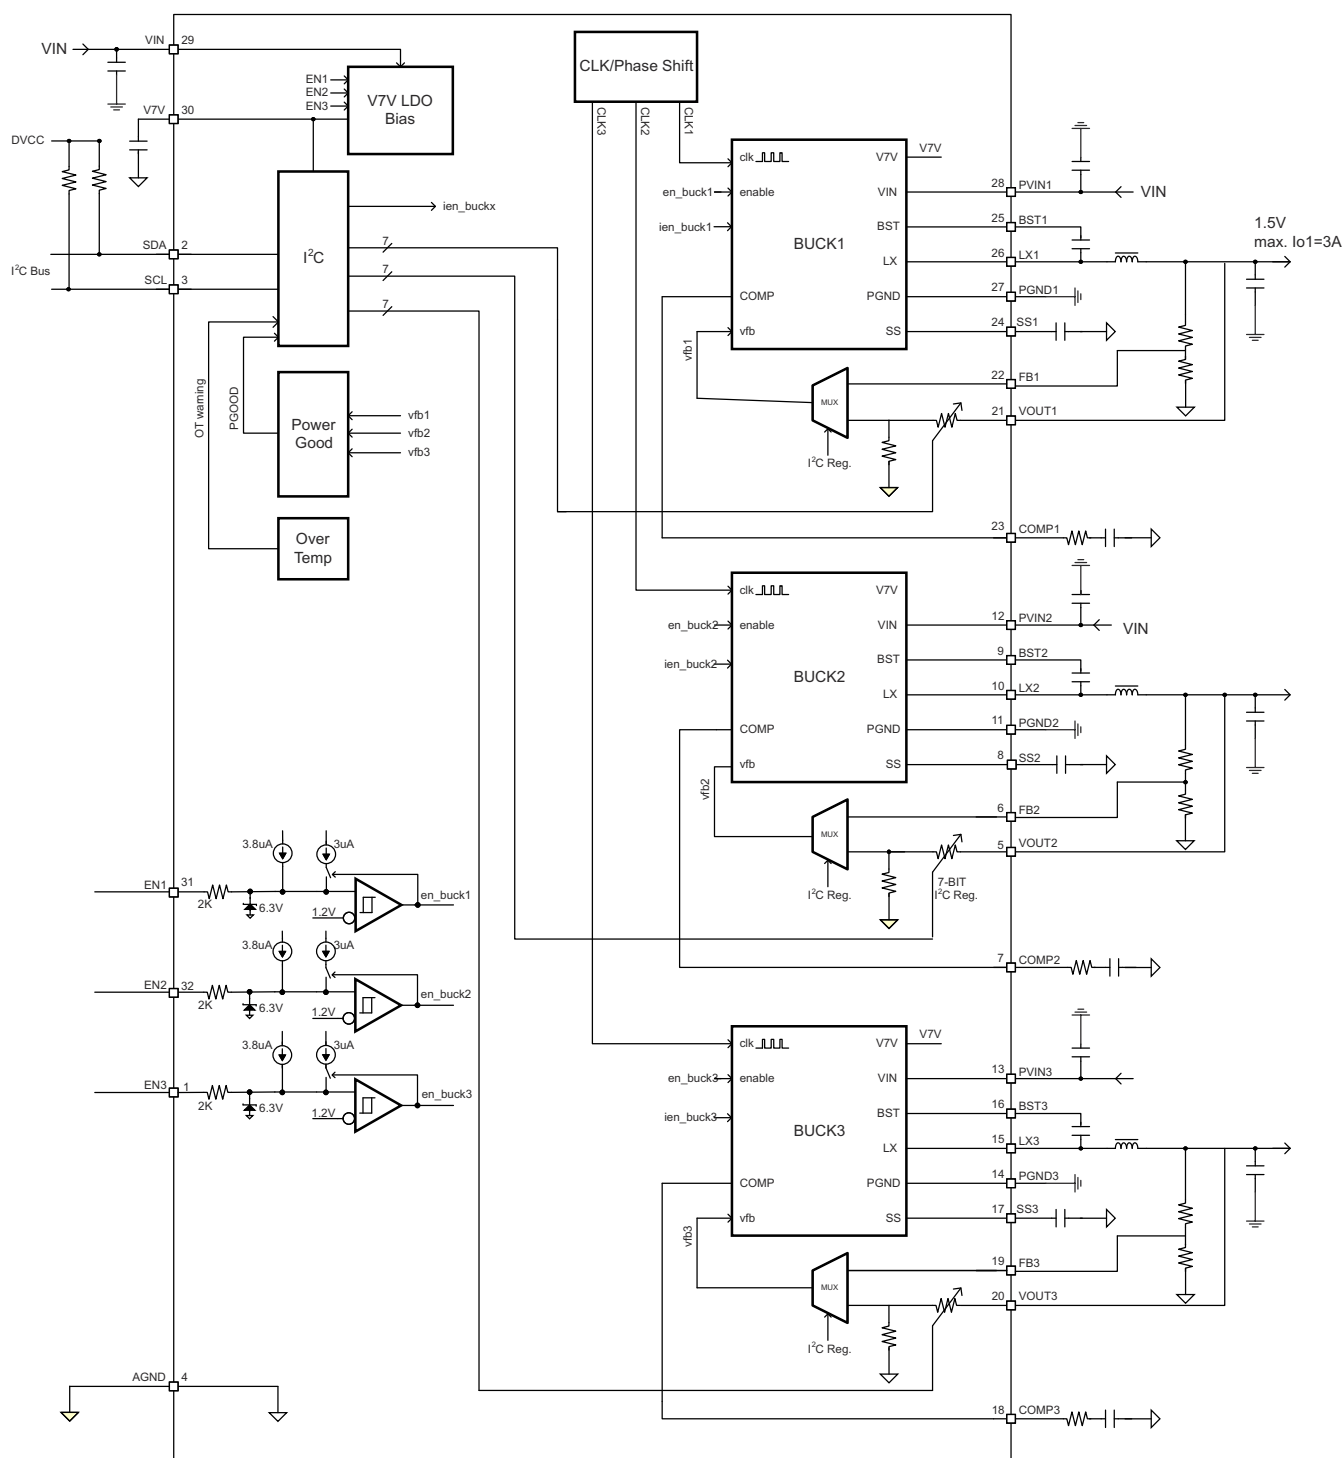 VIN
VIN
29
V7V
30
DVCC
EN1
EN2
EN3
V7V LDO
Bias
CLK/Phase Shift
CLK3
CLK2
CLK1
I²C Bus
SDA
2
SCL
3
I²C
ien_buckx
7
7
7
OT warning
PGOOD
Power
Good
vfb1
vfb2
vfb3
Over
Temp
BUCK1
clk
en_buck1
enable
ien_buck1
COMP
vfb
vfb1
V7V
V7V
VIN
BST
LX
PGND
SS
28
PVIN1
VIN
25
BST1
26
LX1
27
PGND1
24
SS1
22
FB1
21
VOUT1
1.5V
max. Io1=3A
MUX
I²C Reg.
23
COMP1
BUCK2
clk
en_buck2
enable
ien_buck2
COMP
vfb
vfb2
V7V
VIN
BST
LX
PGND
SS
12
PVIN2
VIN
9
BST2
10
LX2
11
PGND2
8
SS2
6
FB2
5
VOUT2
MUX
I²C Reg.
7-BIT
I²C Reg.
7
COMP2
3.8uA
3uA
EN1
31
2K
6.3V
1.2V
en_buck1
3.8uA
3uA
EN2
32
2K
6.3V
1.2V
en_buck2
3.8uA
3uA
EN3
1
2K
6.3V
1.2V
en_buck3
BUCK3
clk
en_buck3
enable
ien_buck3
COMP
vfb
vfb3
V7V
V7V
VIN
BST
LX
PGND
SS
13
PVIN3
16
BST3
15
LX3
14
PGND3
17
SS3
19
FB3
20
VOUT3
MUX
I²C Reg.
AGND
4
18
COMP3